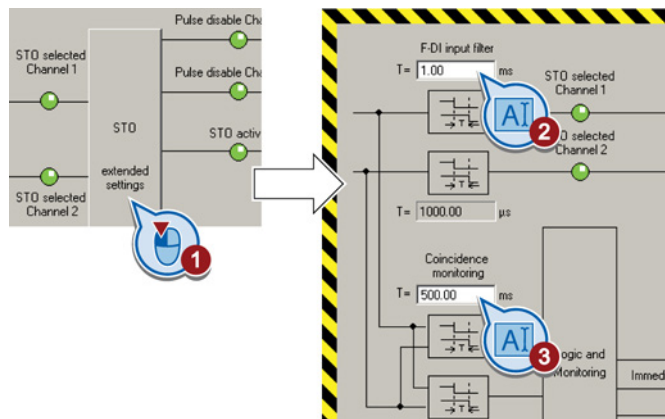 Pulse disable Cha
STO selected
Channel 1
Pulse disable Cha
STO
STO activ
extended
settings
STO selected
Channel 2
1
F-DI input filter
T= 1.00 ms
STO selected
Channel 1
A
2
STO selected
Channel 2
T
T= 1000.00 µs
Coincidence
monitoring
T= 500.00 ms
A
3
T
Logic and
Monitoring
Immed